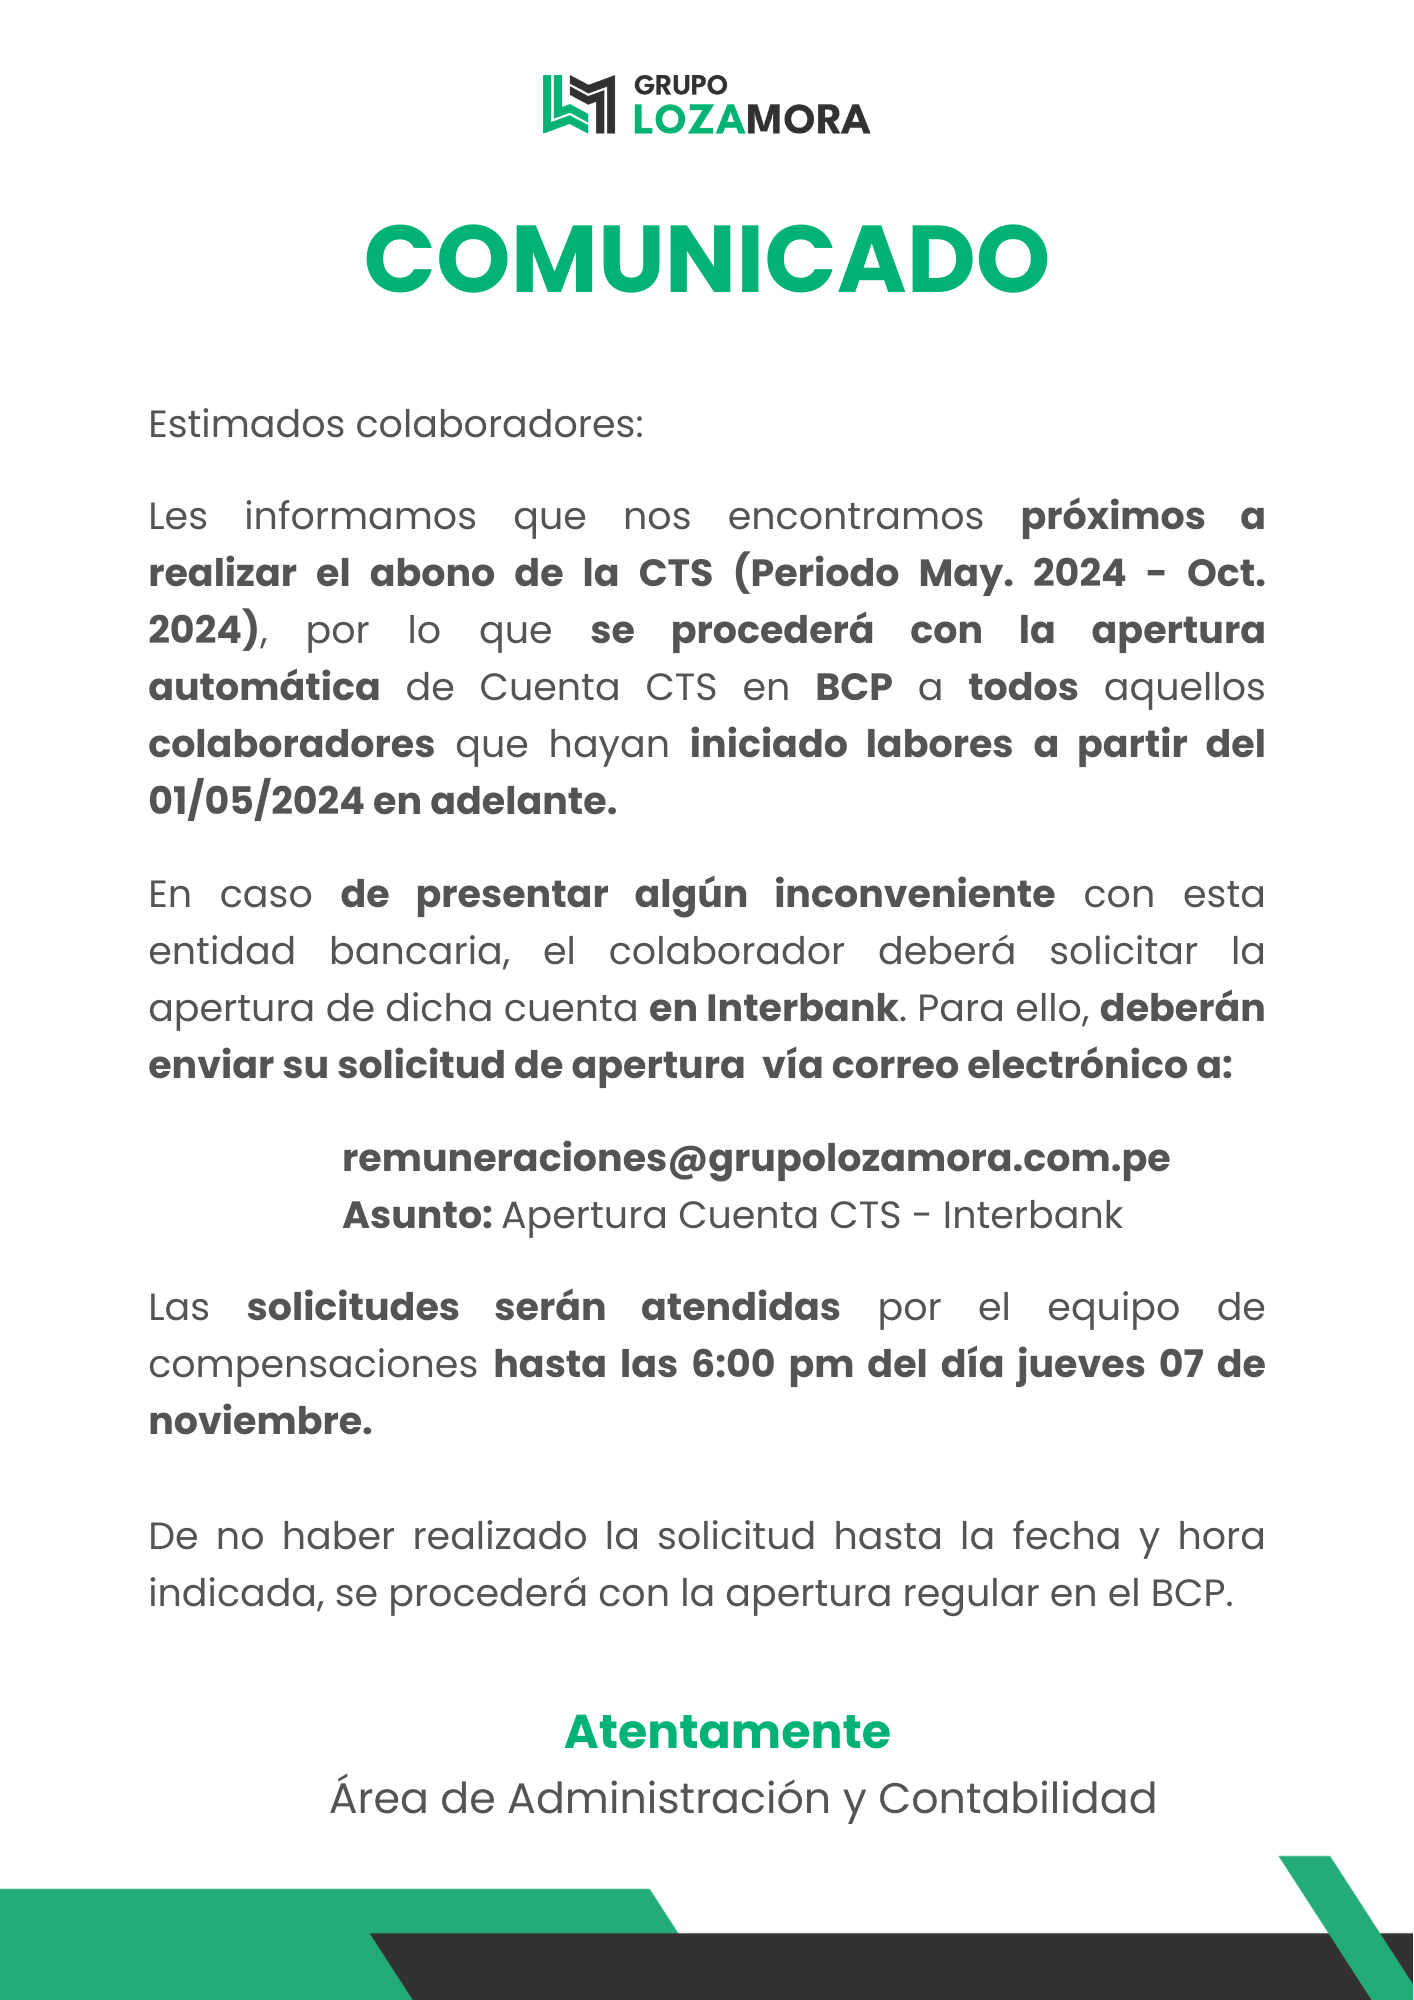 GRUPO
LOZAMORA
COMUNICADO
Estimados colaboradores:
Les informamos que nos encontramos próximos a
realizar el abono de la CTS (Periodo May. 2024 - Oct.
2024), por lo que se procederá con la apertura
automática de Cuenta CTS en BCP a todos aquellos
colaboradores que hayan iniciado labores a partir del
01/05/2024 en adelante.
En caso de presentar algún inconveniente con esta
entidad bancaria, el colaborador deberá solicitar la
apertura de dicha cuenta en Interbank. Para ello, deberán
enviar su solicitud de apertura  vía correo electrónico a:
remuneraciones@grupolozamora.com.pe
Asunto: Apertura Cuenta CTS - Interbank
Las solicitudes serán atendidas por el equipo de
compensaciones hasta las 6:00 pm del día jueves 07 de
noviembre.
De no haber realizado la solicitud hasta la fecha y hora
indicada, se procederá con la apertura regular en el BCP.
Atentamente
Área de Administración y Contabilidad